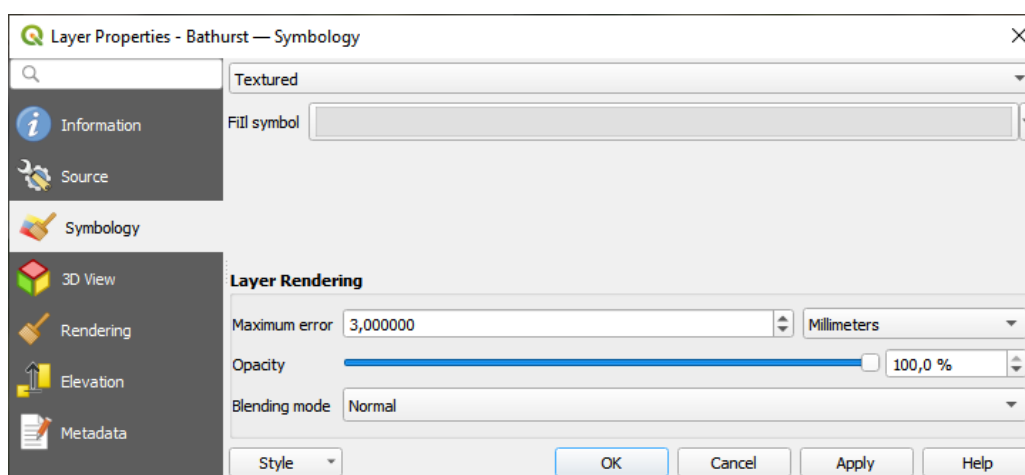 Layer Properties - Bathurst — Symbology
Textured
Information
Fill symbol
Source
Symbology
3D View
Layer Rendering
Rendering
Maximum error 3,000000 Millimeters
Elevation
Opacity 100,0 %
Metadata
Blending mode Normal
Style OK Cancel Apply Help